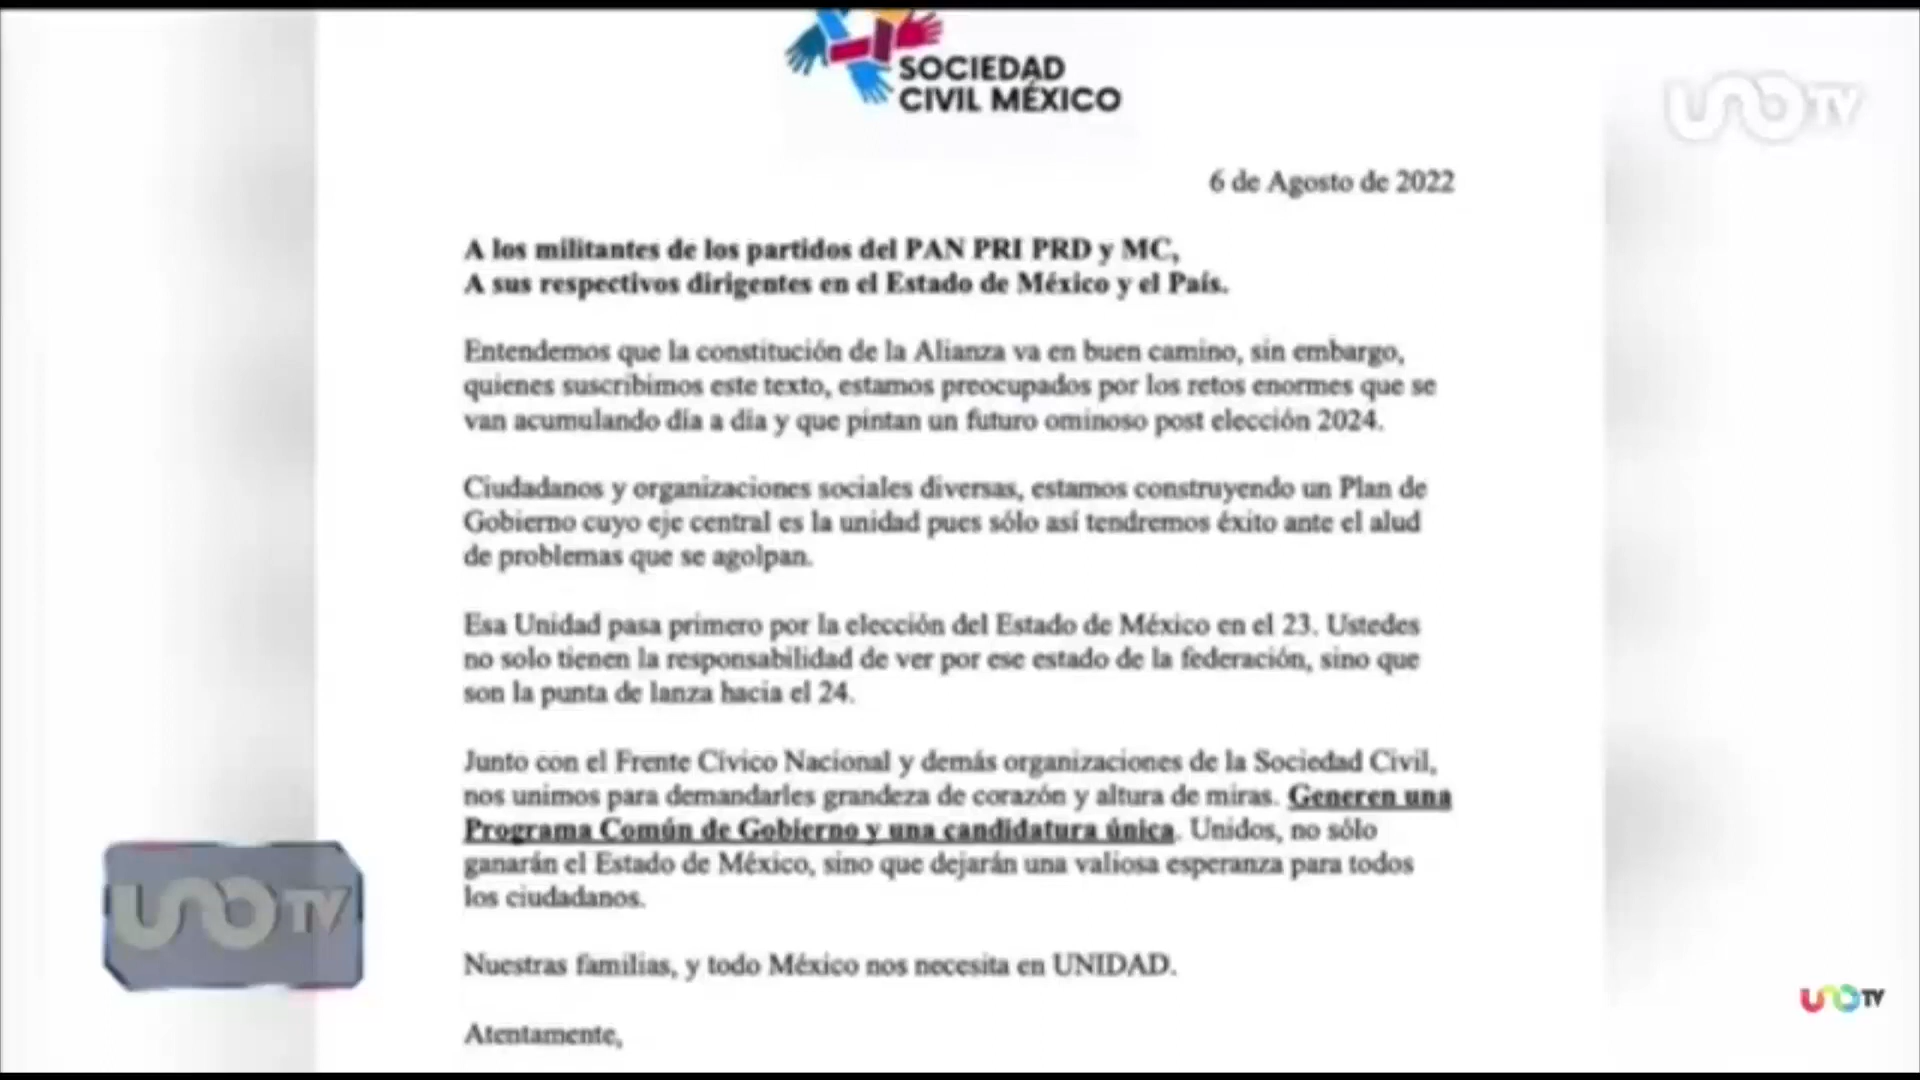 SOCIEDAD
CIVIL MÉXICO
UNO TV
6 de Agosto de 2022
A los militantes de los partidos del PAN PRI PRD y MC,
A sus respectivos dirigentes en el Estado de México y el País.
Entendemos que la constitución de la Alianza va en buen camino, sin embargo,
quienes suscribimos este texto, estamos preocupados por los retos enormes que se
van acumulando día a día y que pintan un futuro ominoso post elección 2024.
Ciudadanos y organizaciones sociales diversas, estamos construyendo un Plan de
Gobierno cuyo eje central es la unidad pues sólo así tendremos éxito ante el alud
de problemas que se agolpan.
Esa Unidad pasa primero por la elección del Estado de México en el 23. Ustedes
no solo tienen la responsabilidad de ver por ese estado de la federación, sino que
son la punta de lanza hacia el 24.
Junto con el Frente Cívico Nacional y demás organizaciones de la Sociedad Civil,
nos unimos para demandarles grandeza de corazón y altura de miras. Generen una
Programa Común de Gobierno y una candidatura única. Unidos, no sólo
ganarán el Estado de México, sino que dejarán una valiosa esperanza para todos
los ciudadanos.
UNO TV
Nuestras familias, y todo México nos necesita en UNIDAD.
UNO TV
Atentamente,